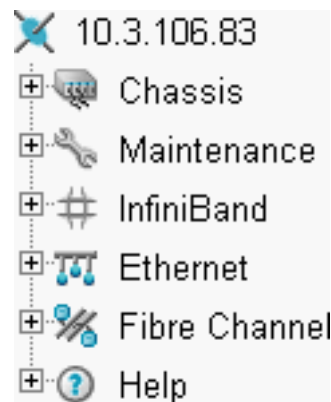 10.3.106.83
Chassis
Maintenance
InfiniBand
Ethernet
Fibre Channel
Help